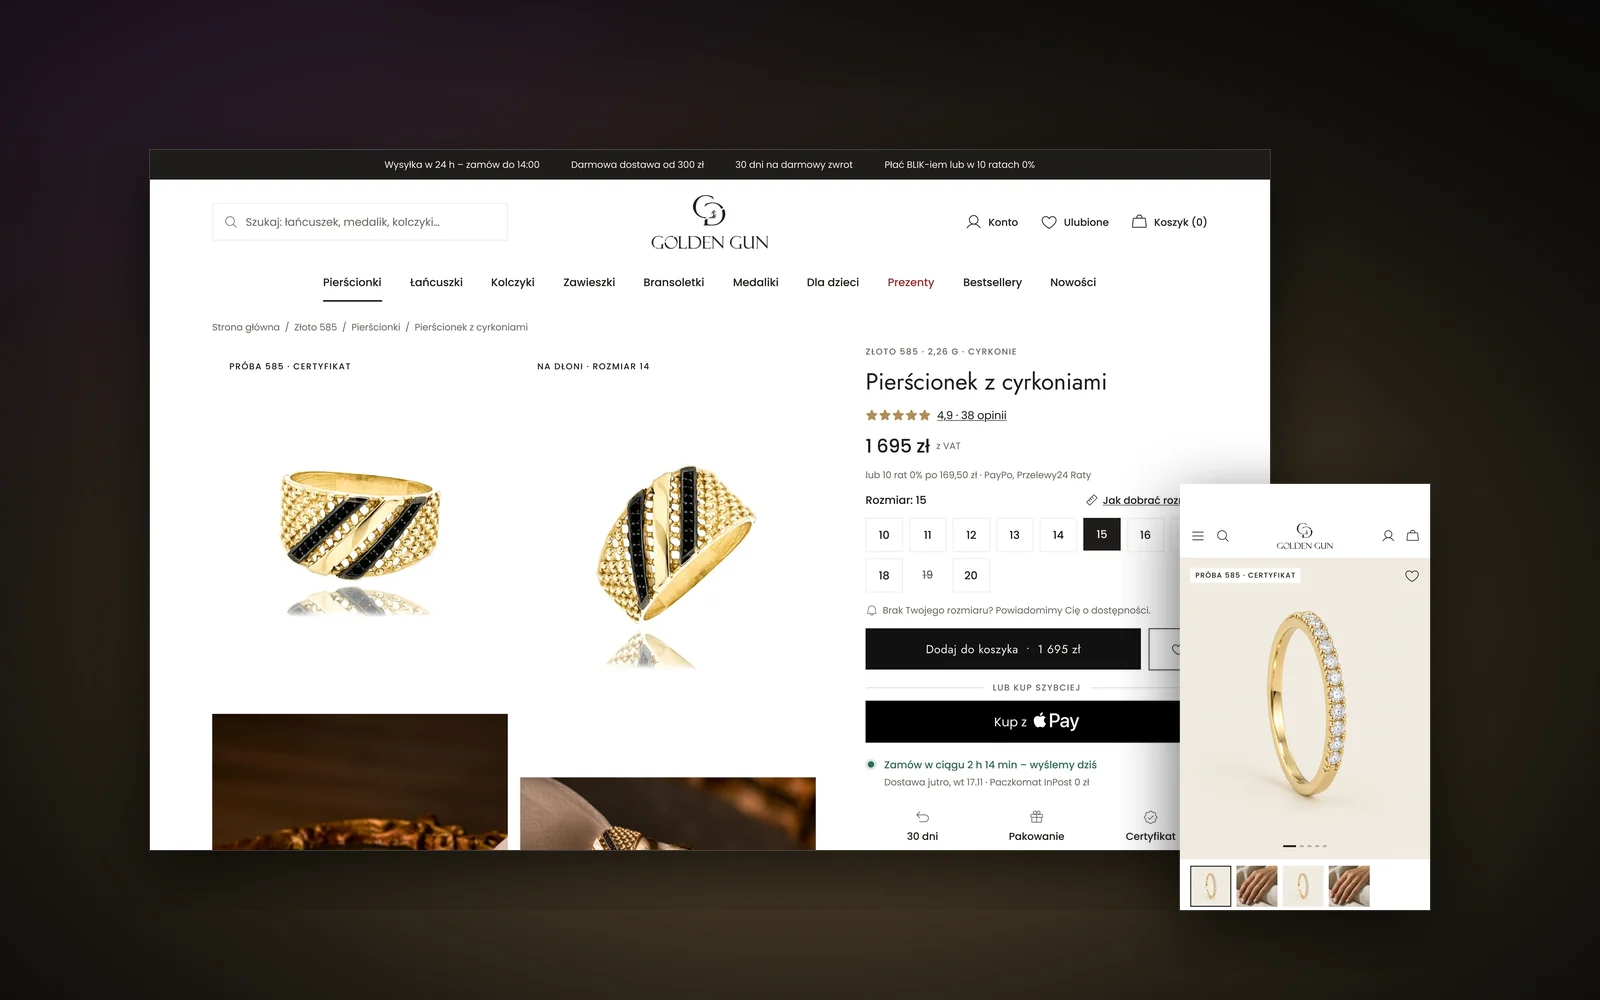 Wysyłka w 24 h – zamów do 14:00 Darmowa dostawa od 300 zł 30 dni na darmowy zwrot Płać BLIK-iem lub w 10 ratach 0%
Szukaj: łańcuszek, medalik, kolczyki...
GOLDEN GUN
Konto Ulubione Koszyk (0)
Pierścionki Łańcuszki Kolczyki Zawieszki Bransoletki Medaliki Dla dzieci Prezenty Bestsellery Nowości
Strona główna / Złoto 585 / Pierścionki / Pierścionek z cyrkoniami
PRÓBA 585 · CERTYFIKAT
NA DŁONI · ROZMIAR 14
ZŁOTO 585 · 2,26 G · CYRKONIE
Pierścionek z cyrkoniami
4,9 · 38 opinii
1 695 zł z VAT
lub 10 rat 0% po 169,50 zł · PayPo, Przelewy24 Raty
Rozmiar: 15 Jak dobrać
10 11 12 13 14 15 16
18 19 20
Brak Twojego rozmiaru? Powiadomimy Cię o dostępności.
Dodaj do koszyka · 1 695 zł
LUB KUP SZYBCIEJ
Kup z Pay
Zamów w ciągu 2 h 14 min – wyślemy dziś
Dostawa jutro, wt 17.11 · Paczkomat InPost 0 zł
30 dni Pakowanie Certyfikat
GOLDEN GUN
PRÓBA 585 · CERTYFIKAT